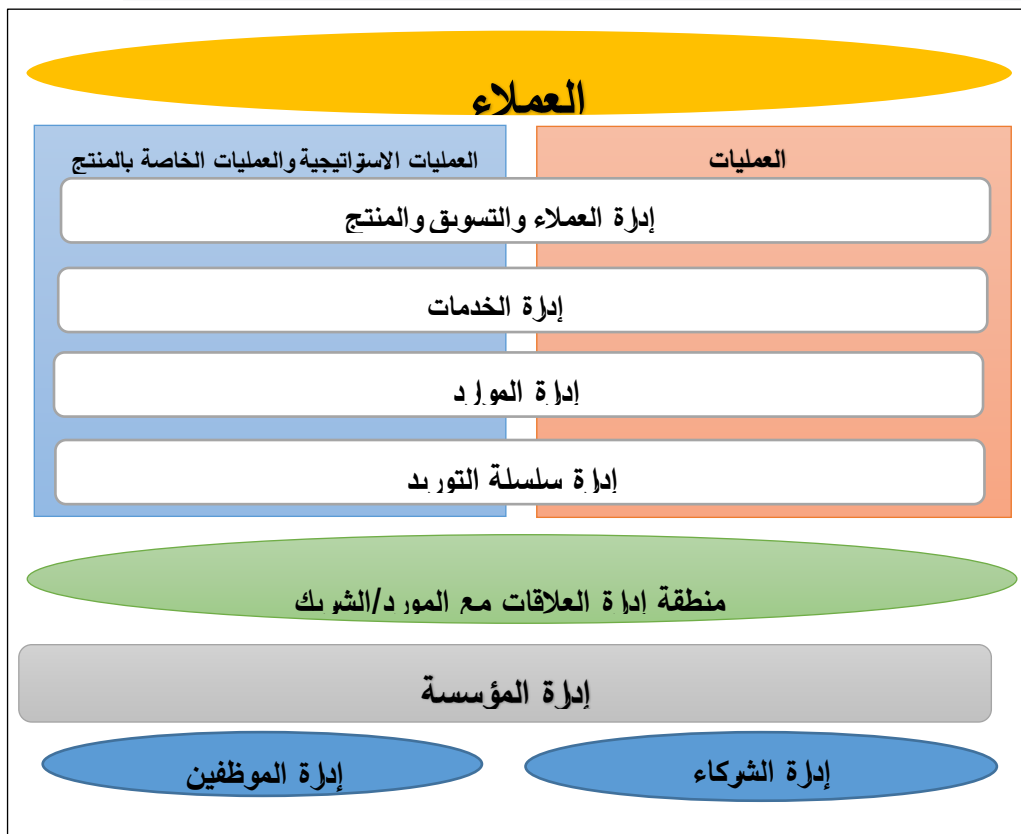 العملاء
العمليات
العمليات الاستراتيجية والعمليات الخاصة بالمنتج
إدارة العملاء والتسويق والمنتج
إدارة الخدمات
إدارة الموارد
إدارة سلسلة التوريد
منطقة إدارة العلاقات مع المورد/الشريك
إدارة المؤسسة
إدارة الشركاء
إدارة الموظفين